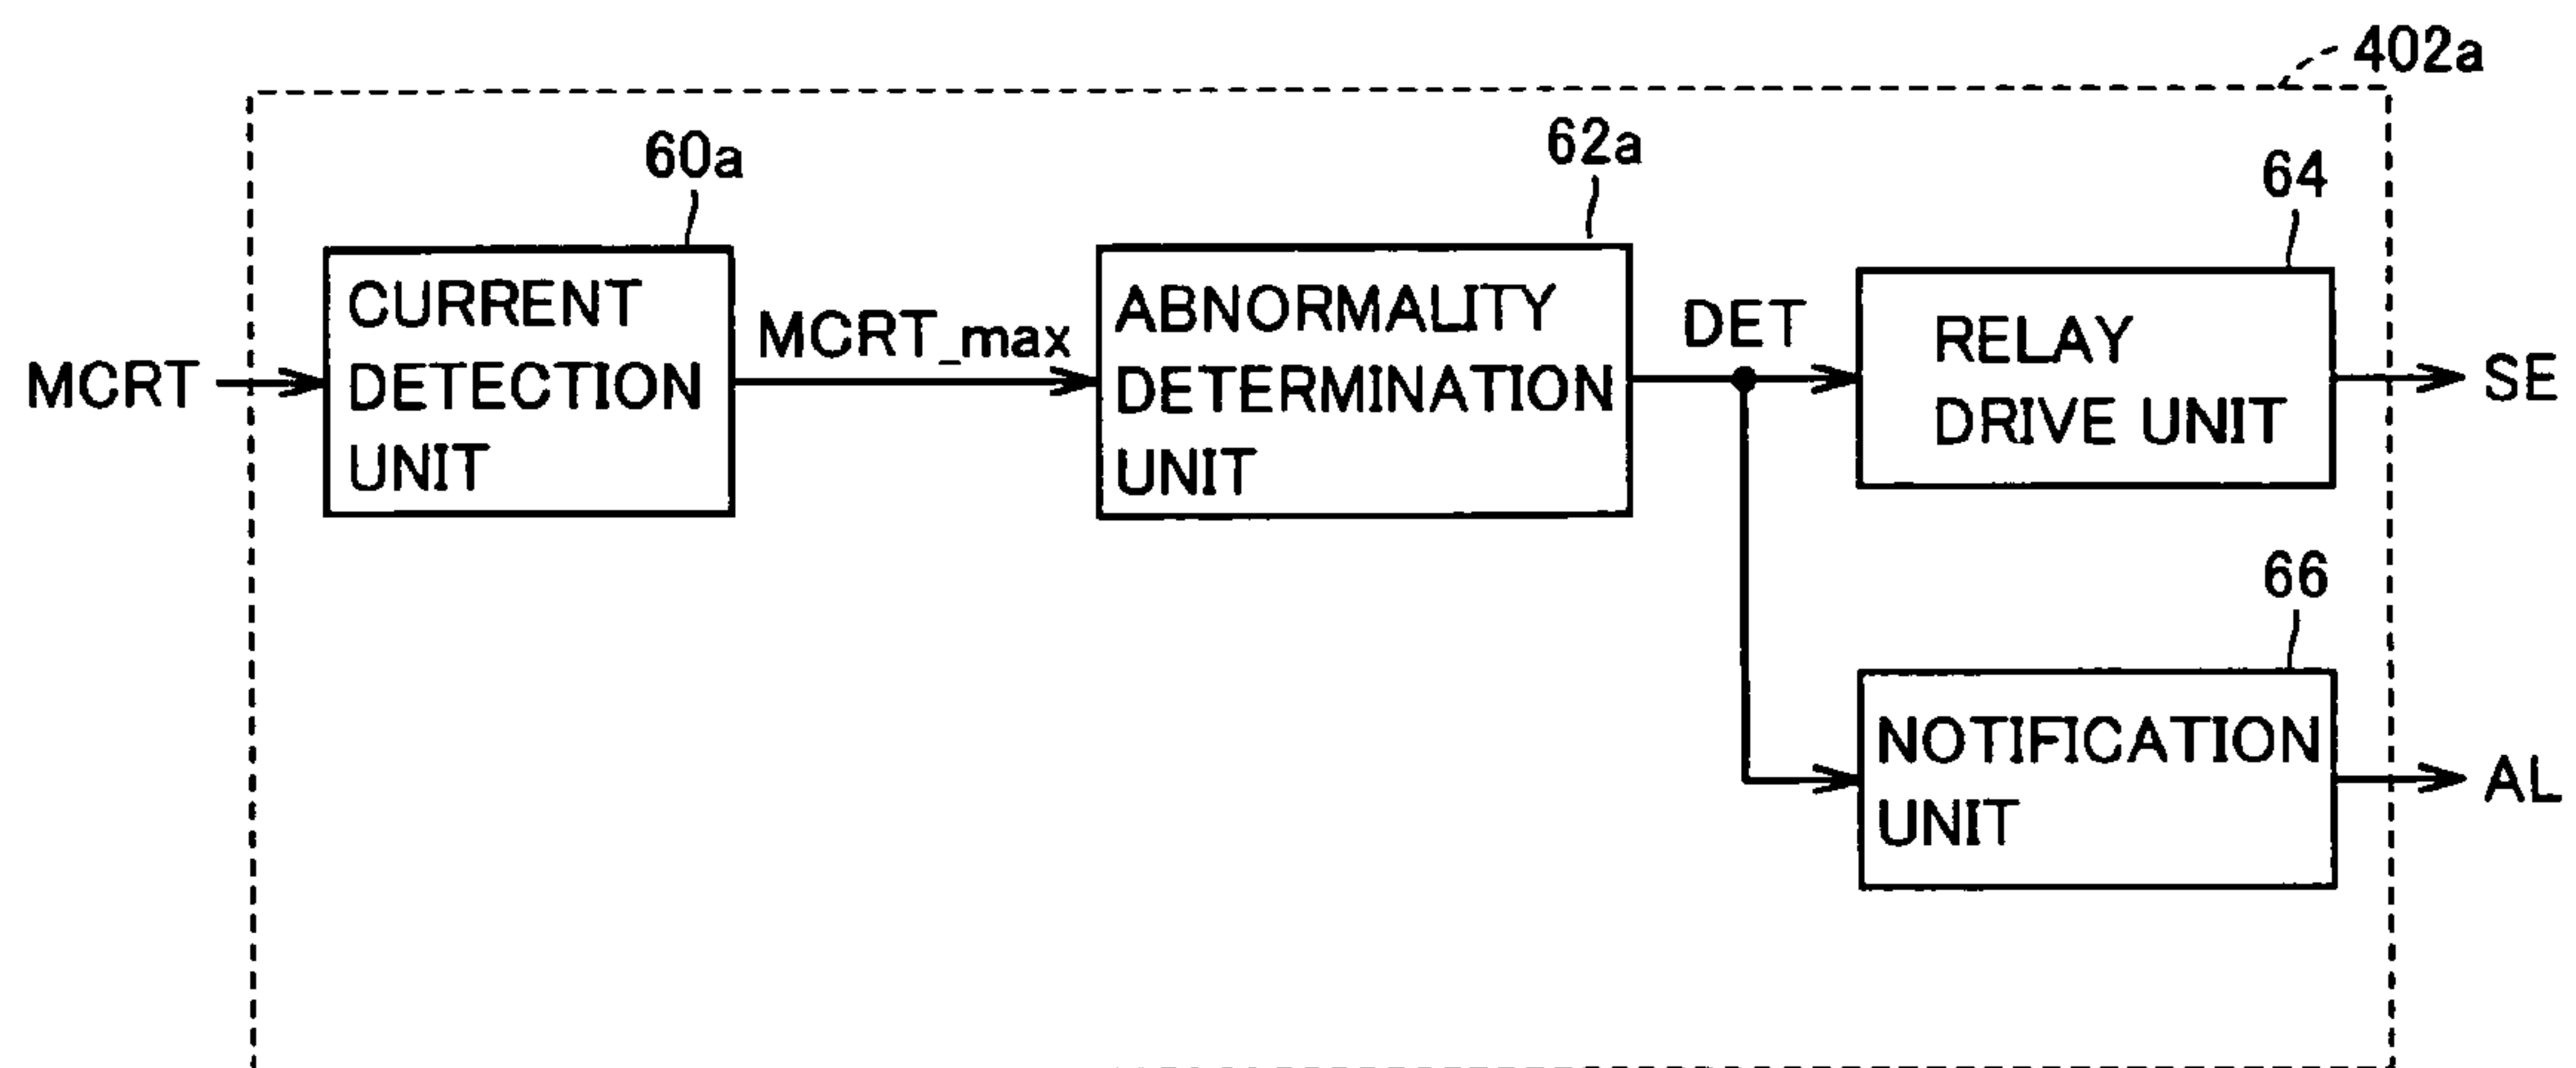 402a
60a
62a
64
CURRENT
DETECTION
UNIT
MCRT
MCRT_max
ABNORMALITY
DETERMINATION
UNIT
DET
RELAY
DRIVE UNIT
SE
66
NOTIFICATION
UNIT
AL